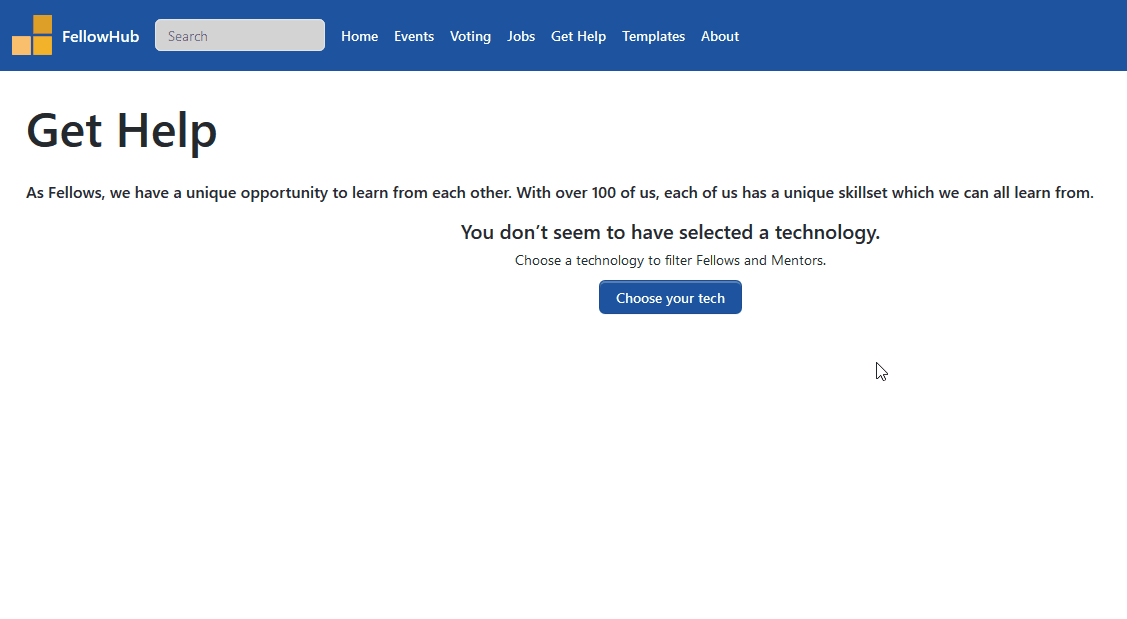 FellowHub
Search
Home
Events
Voting
Jobs
Get Help
Templates
About
Get Help
As Fellows, we have a unique opportunity to learn from each other. With over 100 of us, each of us has a unique skillset which we can all learn from.
You don’t seem to have selected a technology.
Choose a technology to filter Fellows and Mentors.
Choose your tech